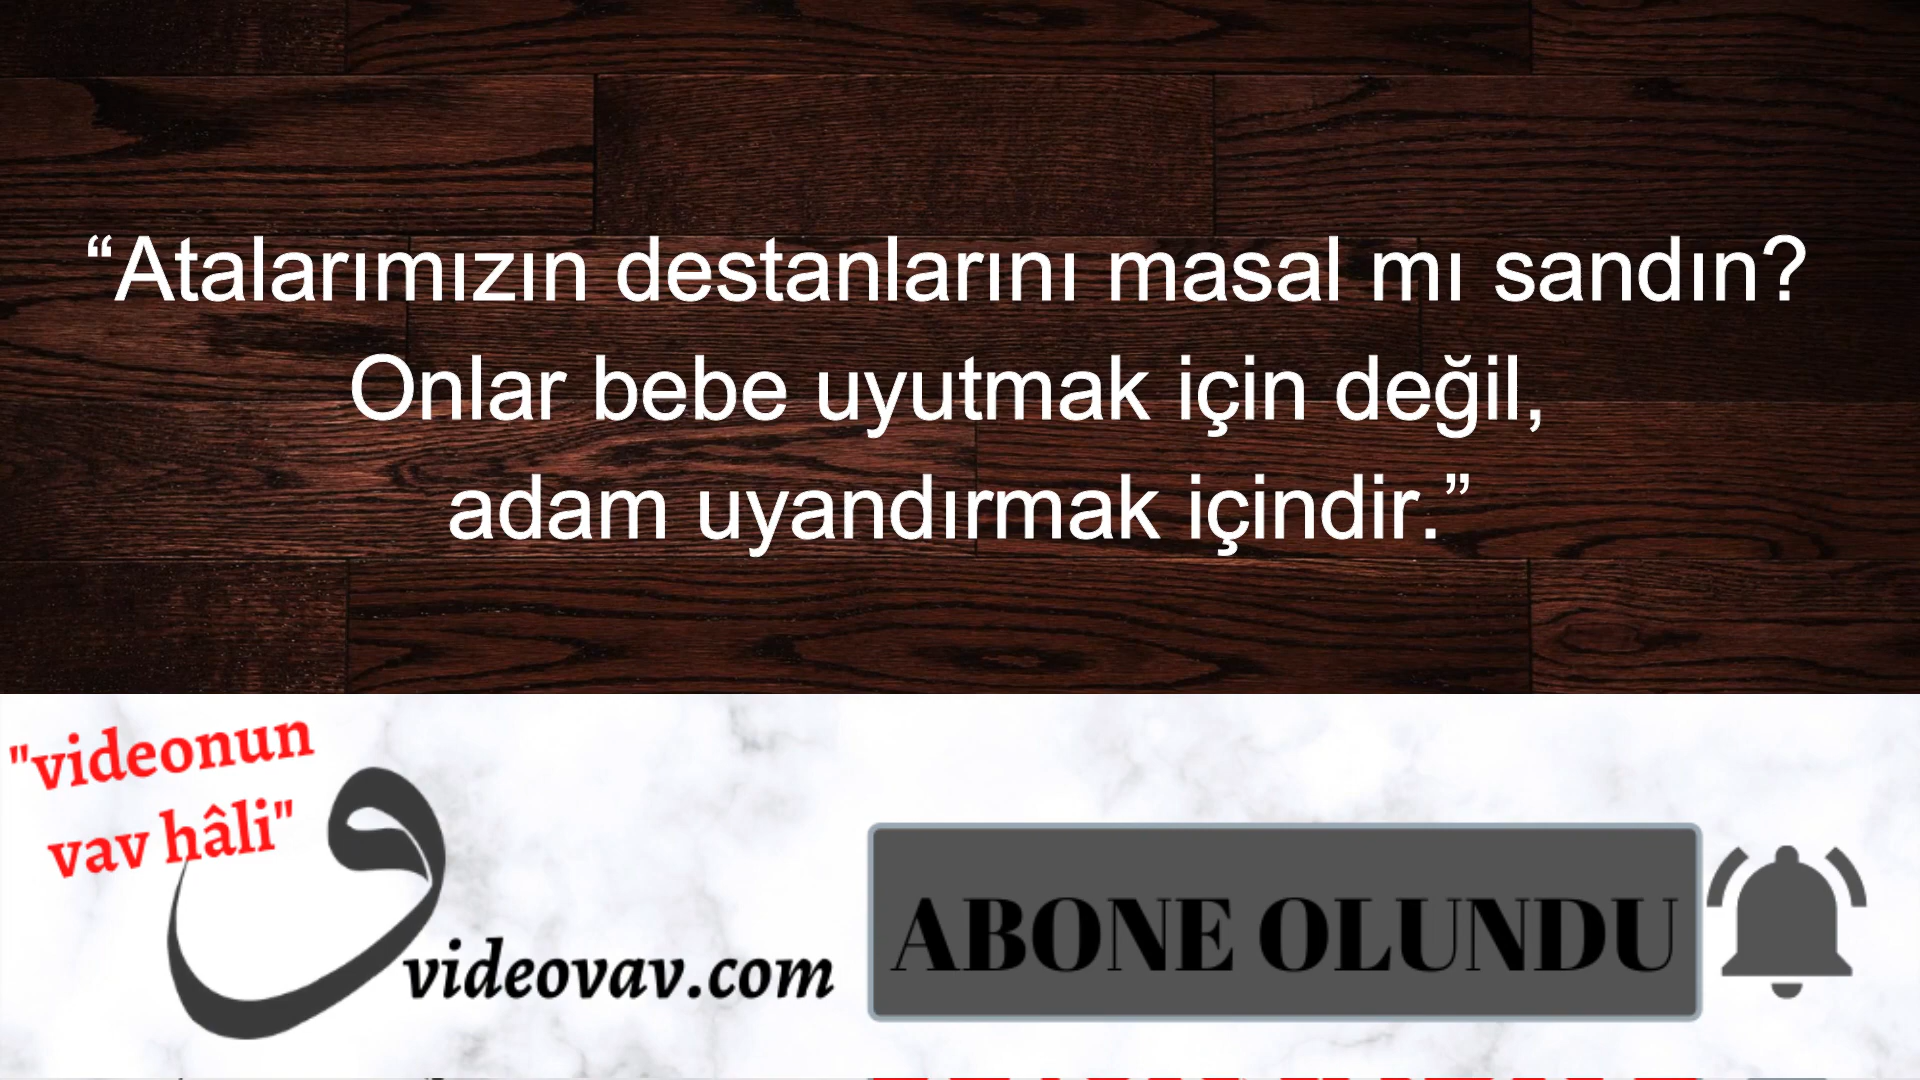 “Atalarımızın destanlarını masal mı sandın?
Onlar bebe uyutmak için değil,
adam uyandırmak içindir.”
"videonun
vav hâli"
و
videovav.com
ABONE OLUNDU